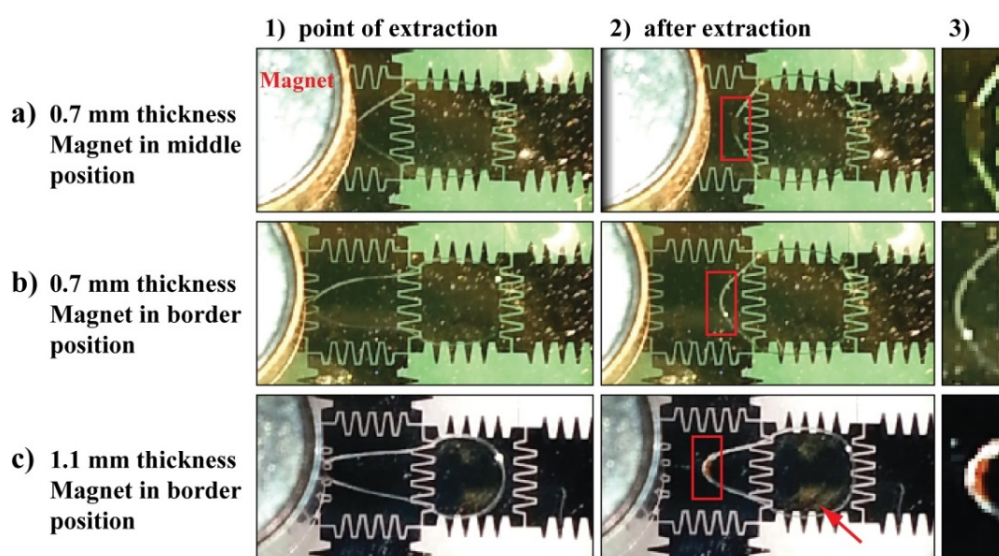 1) point of extraction
2) after extraction
3)
Magnet
a) 0.7 mm thickness
Magnet in middle
position
b) 0.7 mm thickness
Magnet in border
position
c) 1.1 mm thickness
Magnet in border
position